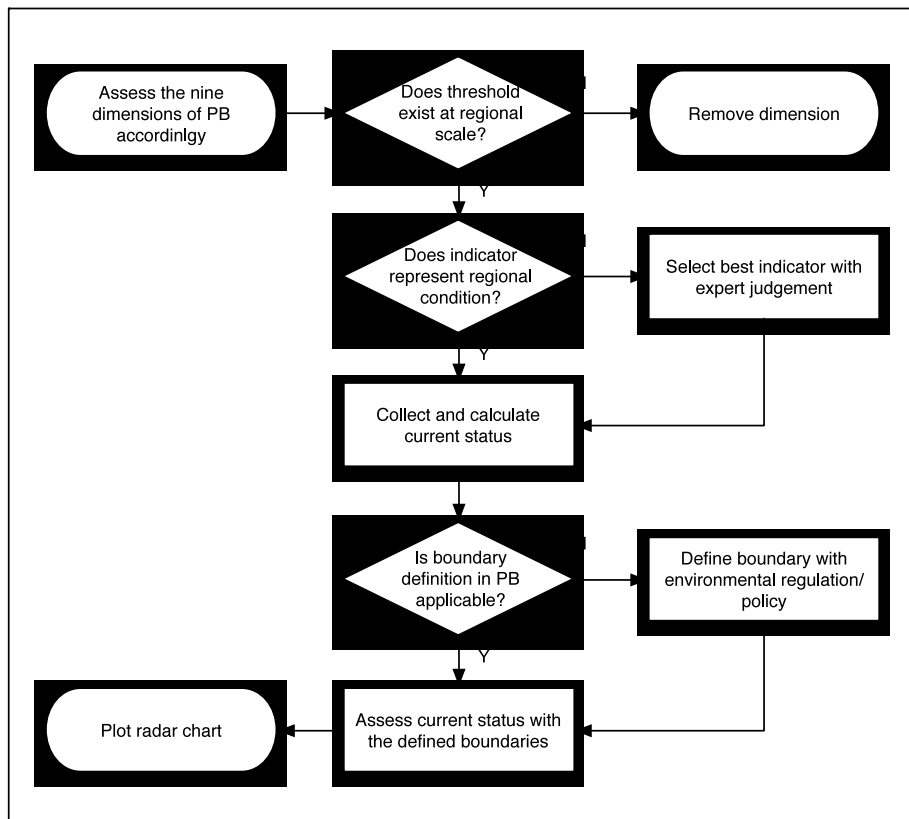 Assess the nine
dimensions of PB
accordinlgy
Does threshold
exist at regional
scale?
Remove dimension
Y
Does indicator
represent regional
condition?
Select best indicator with
expert judgement
Y
Collect and calculate
current status
Is boundary
definition in PB
applicable?
Define boundary with
environmental regulation/
policy
Y
Plot radar chart
Assess current status with
the defined boundaries